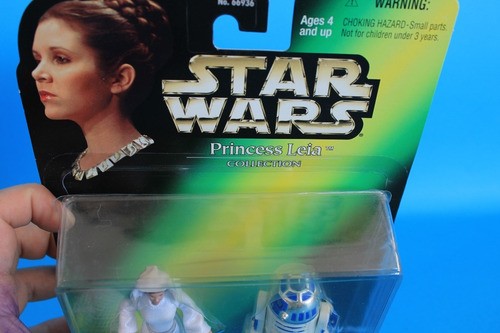 No. 66936
Ages 4
and up
WARNING:
CHOKING HAZARD-Small parts.
Not for children under 3 years.
STAR
WARS
Princess Leia™
COLLECTION